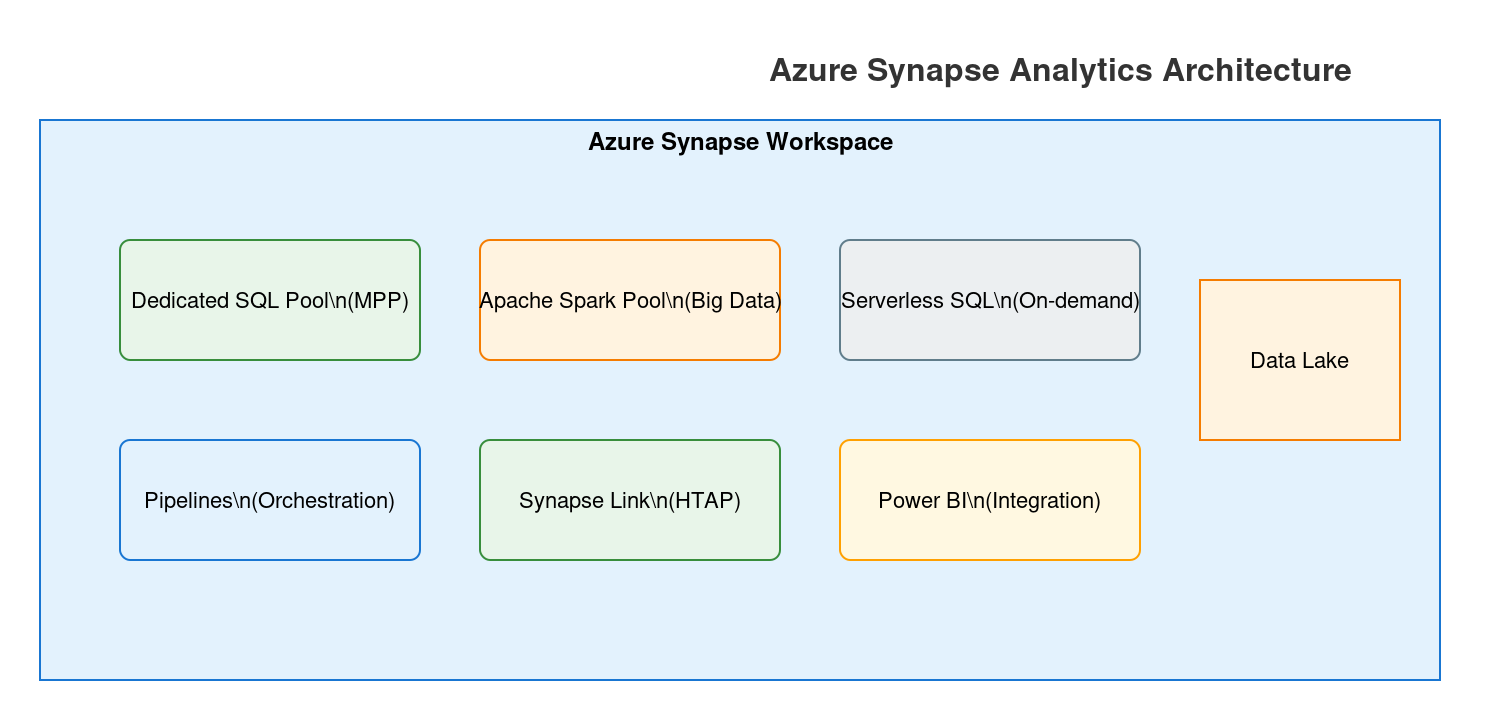 Azure Synapse Analytics Architecture
Azure Synapse Workspace
Dedicated SQL Pool\n(MPP)
Apache Spark Pool\n(Big Data)
Serverless SQL\n(On-demand)
Data Lake
Pipelines\n(Orchestration)
Synapse Link\n(HTAP)
Power BI\n(Integration)